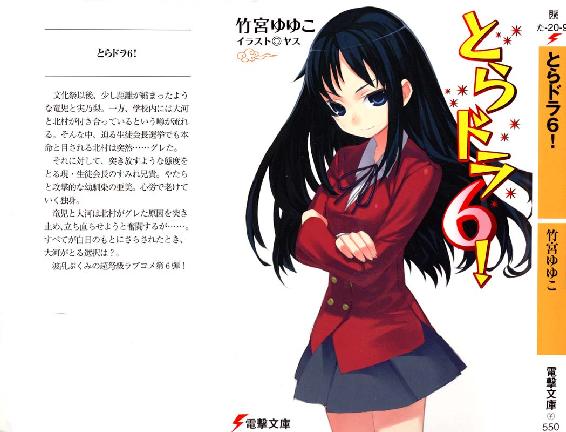 とらドラ6!
文化祭以後、少し距離が縮まったよう
な竜児と実乃梨。一方、学校内には大河
と北村が付き合っているという噂が流れ
る。そんな中、迫る生徒会長選挙でも本
命と目される北村は突然……グレた。
それに対して、突き放すような態度を
とる現・生徒会長のすみれ兄貴。やたら
と攻撃的な幼馴染の亜美。心労で老けて
いく独身。
竜児と大河は北村がグレた原因を突き
止め、立ち直らせようと奮闘するが……。
すべてが白日のもとにさらされたとき、
大河がとる選択は?
波乱ぶくみの超弩級ラブコメ第6弾!
竹宮ゆゆこ
イラスト◎ヤス
とらドラ6!
電撃文庫
た-20-9
とらドラ6!
竹宮ゆゆこ
電撃文庫
550